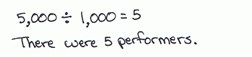 5,000 ÷ 1,000 = 5
There were 5 performers.